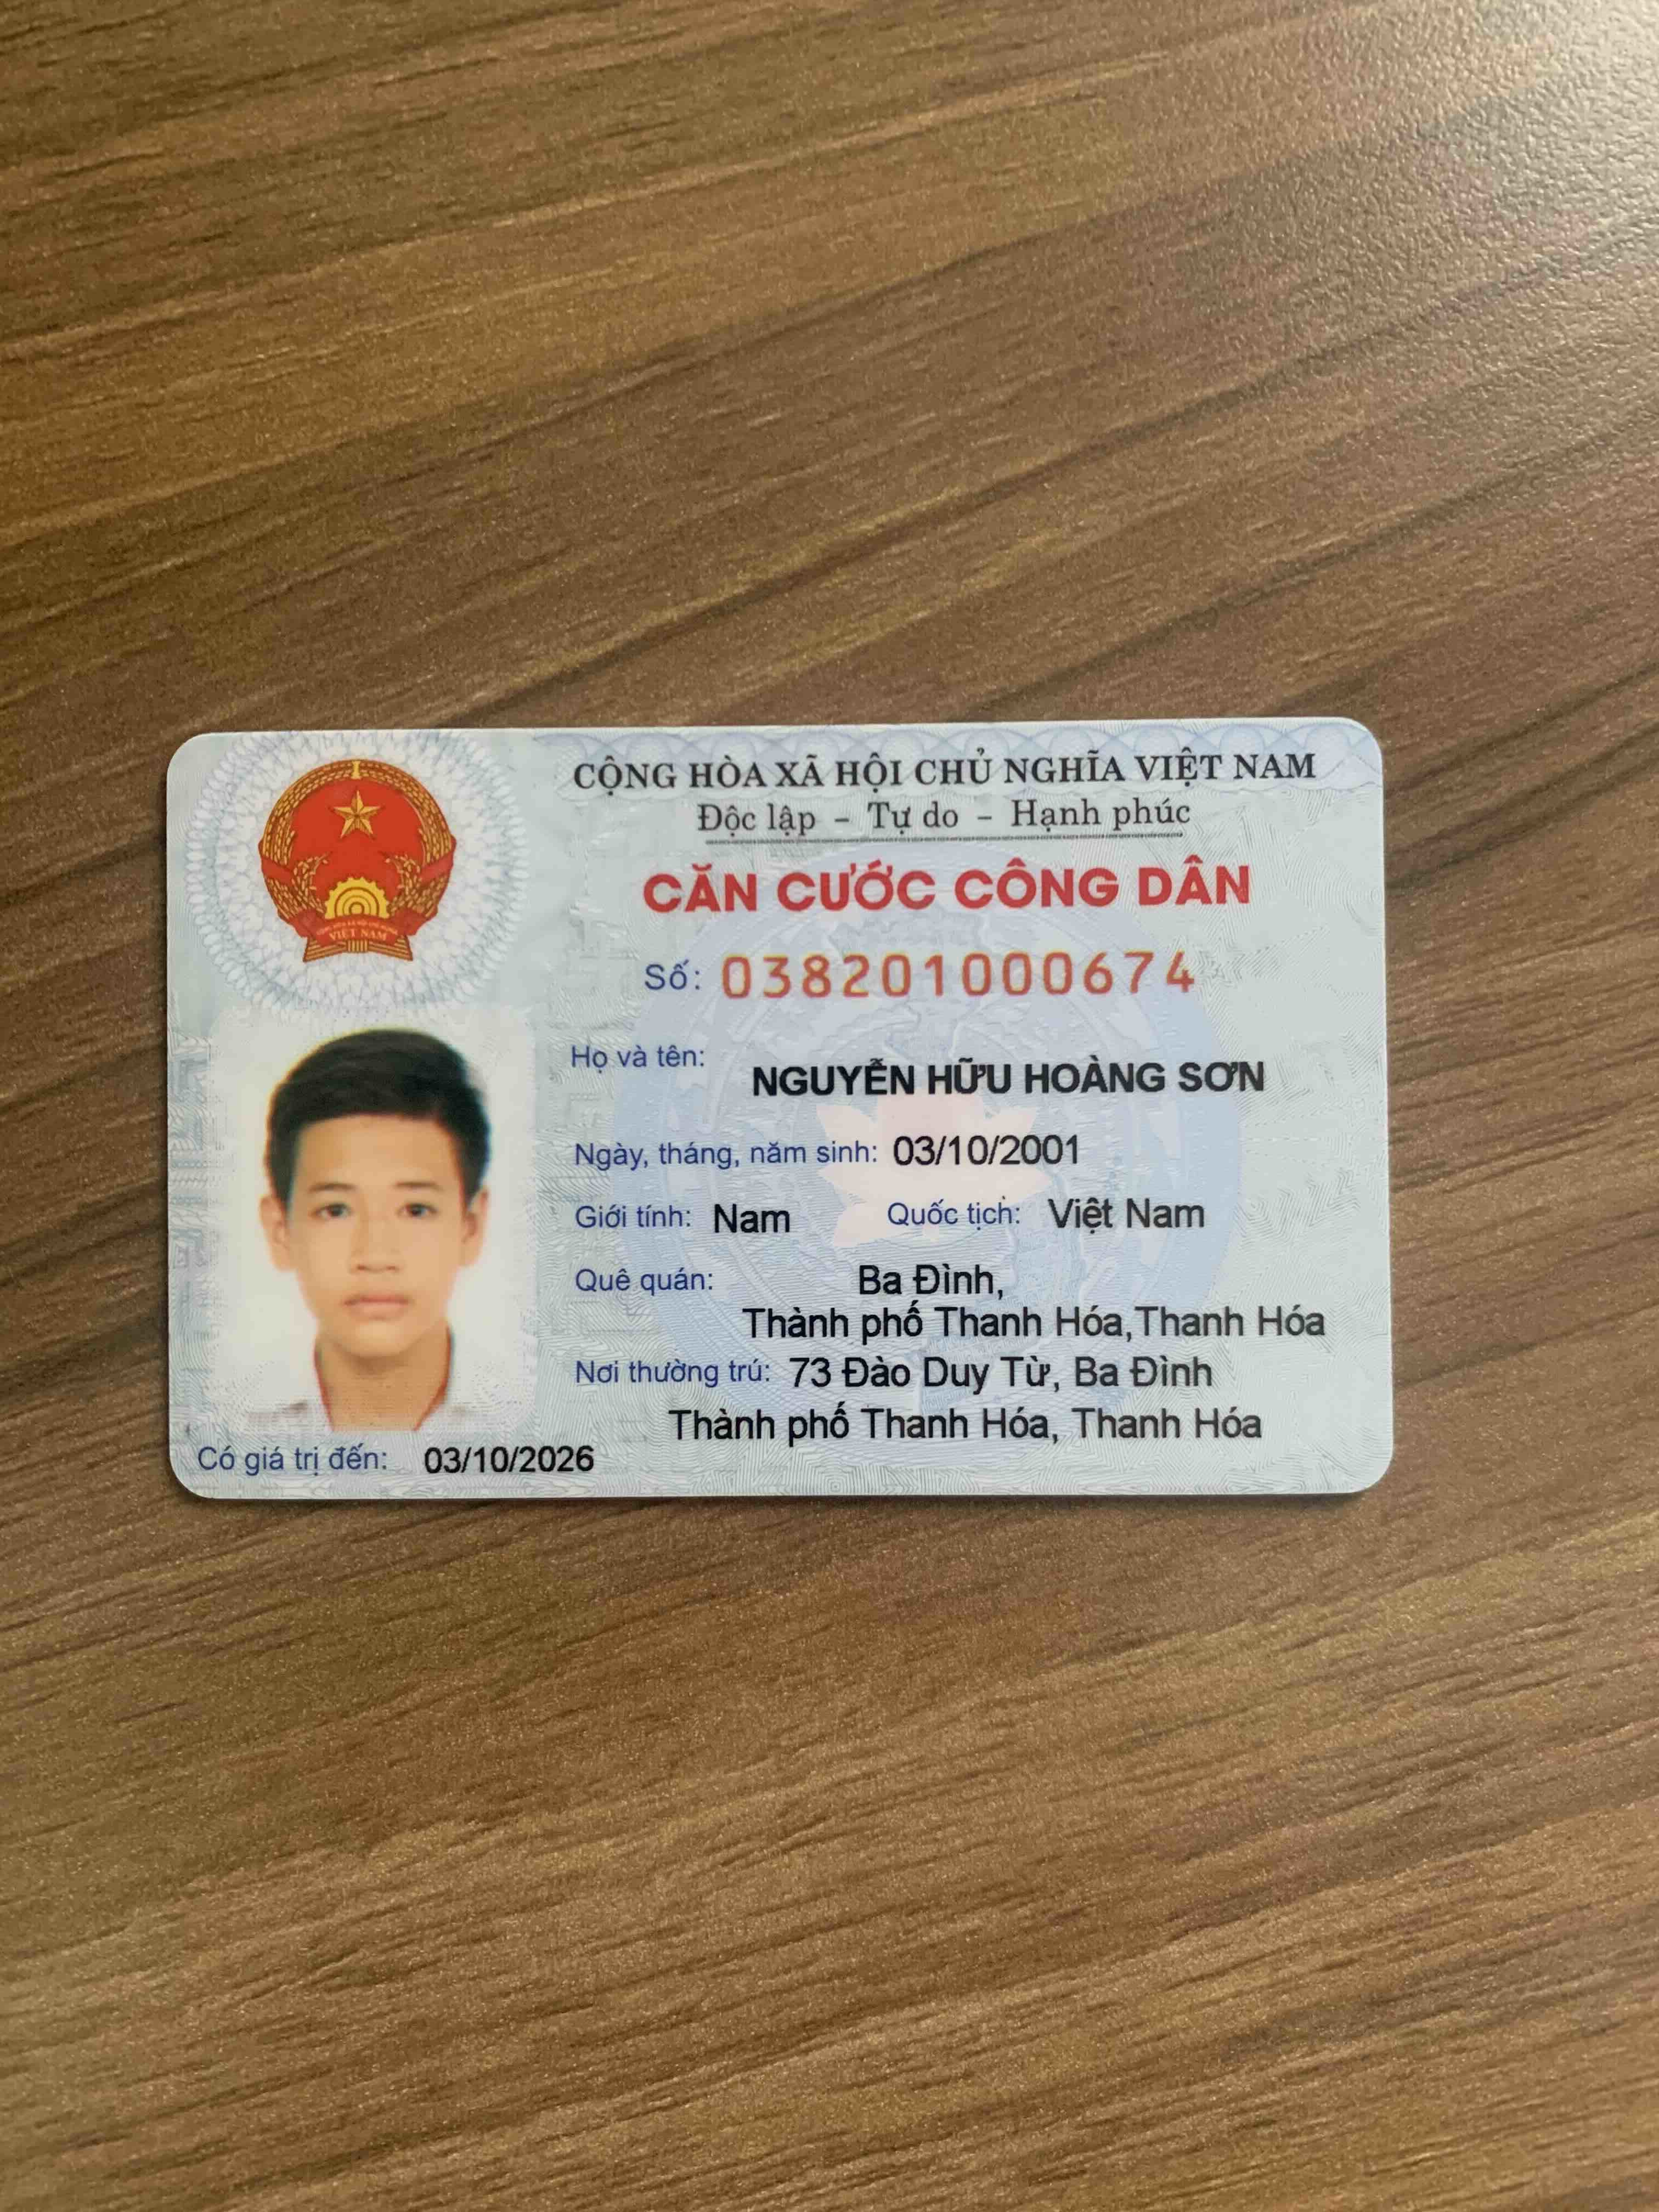 CỘNG HÒA XÃ HỘI CHỦ NGHĨA VIỆT NAM
Độc lập - Tự do - Hạnh phúc
CĂN CƯỚC CÔNG DÂN
Số: 038201000674
Họ và tên: NGUYỄN HỮU HOÀNG SƠN
Ngày, tháng, năm sinh: 03/10/2001
Giới tính: Nam Quốc tịch: Việt Nam
Quê quán: Ba Đình,
Thành phố Thanh Hóa,Thanh Hóa
Nơi thường trú: 73 Đào Duy Từ, Ba Đình
Thành phố Thanh Hóa, Thanh Hóa
Có giá trị đến: 03/10/2026
VIỆT NAM